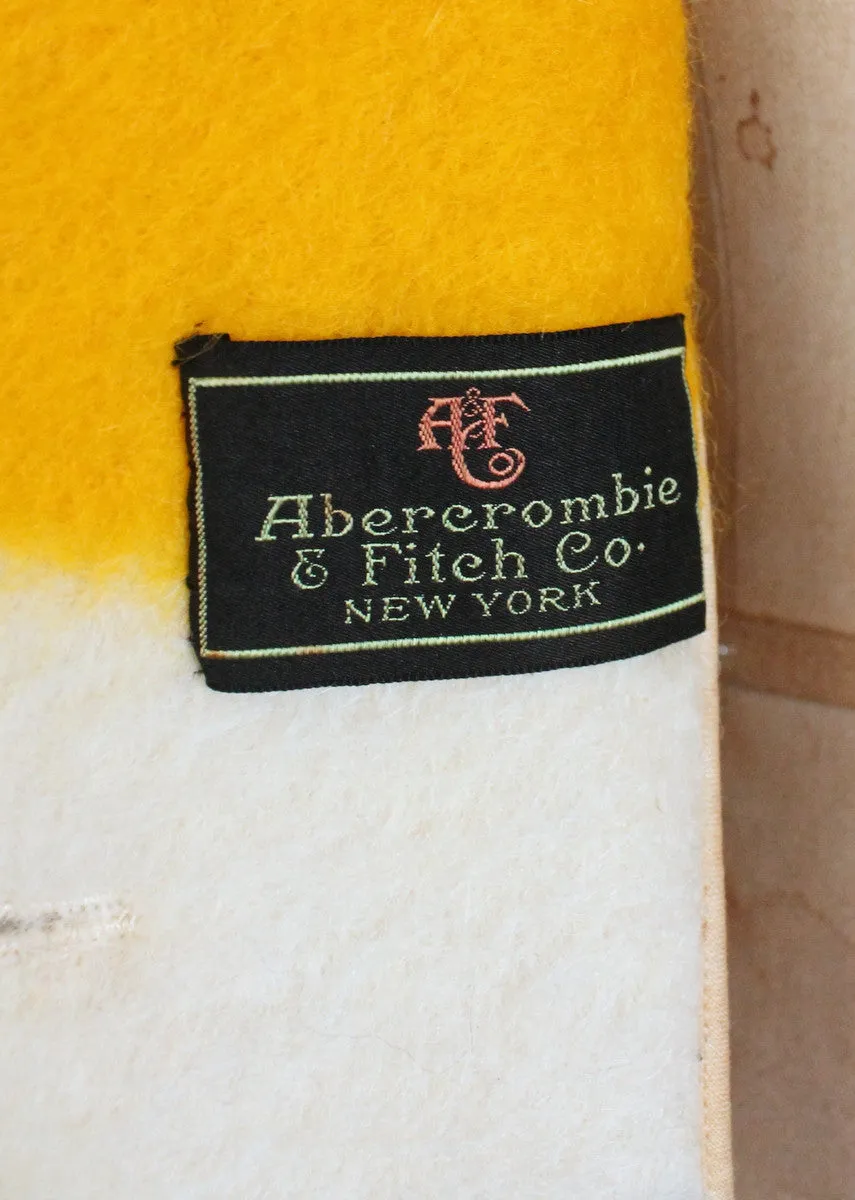 A&F Co
Abercrombie
& Fitch Co.
NEW YORK